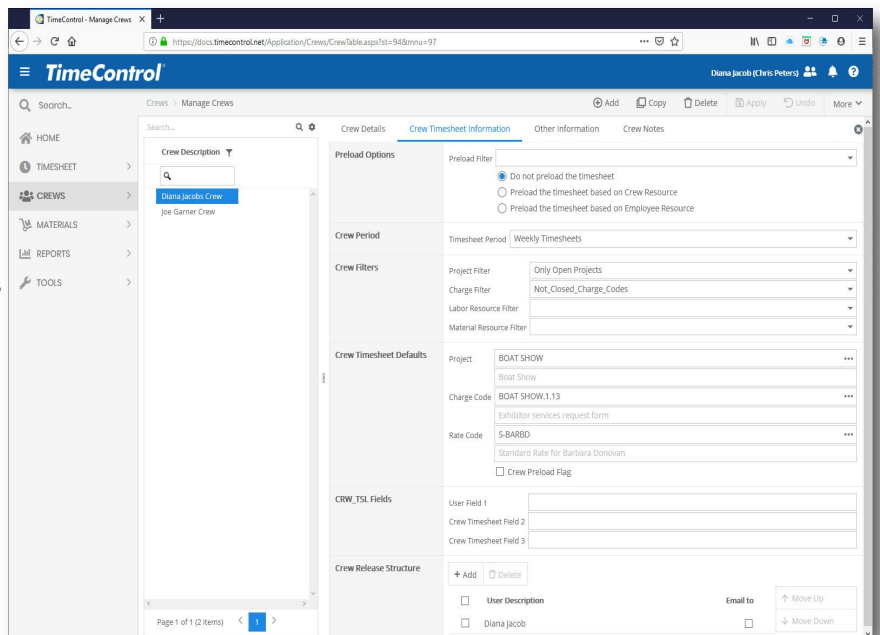 TimeControl - Manage Crews
https://docs.timecontrol.net/Application/Crews/CrewTable.aspx?st=94&mnu=97
TimeControl
Diana Jacob (Chris Peters)
Search...
Crews > Manage Crews
Add
Copy
Delete
Apply
Undo
More
HOME
TIMESHEET
CREWS
MATERIALS
REPORTS
TOOLS
Search...
Crew Description
Diana Jacobs Crew
Joe Garner Crew
Page 1 of 1 (2 items)
1
Crew Details
Crew Timesheet Information
Other Information
Crew Notes
Preload Options
Preload Filter
Do not preload the timesheet
Preload the timesheet based on Crew Resource
Preload the timesheet based on Employee Resource
Crew Period
Timesheet Period Weekly Timesheets
Crew Filters
Project Filter Only Open Projects
Charge Filter Not_Closed_Charge_Codes
Labor Resource Filter
Material Resource Filter
Crew Timesheet Defaults
Project BOAT SHOW
Boat Show
Charge Code BOAT SHOW.1.13
Exhibitor services request form
Rate Code S-BARBD
Standard Rate for Barbara Donovan
Crew Preload Flag
CRW_TSL Fields
User Field 1
Crew Timesheet Field 2
Crew Timesheet Field 3
Crew Release Structure
+ Add
Delete
User Description
Email to
Diana Jacob
Move Up
Move Down